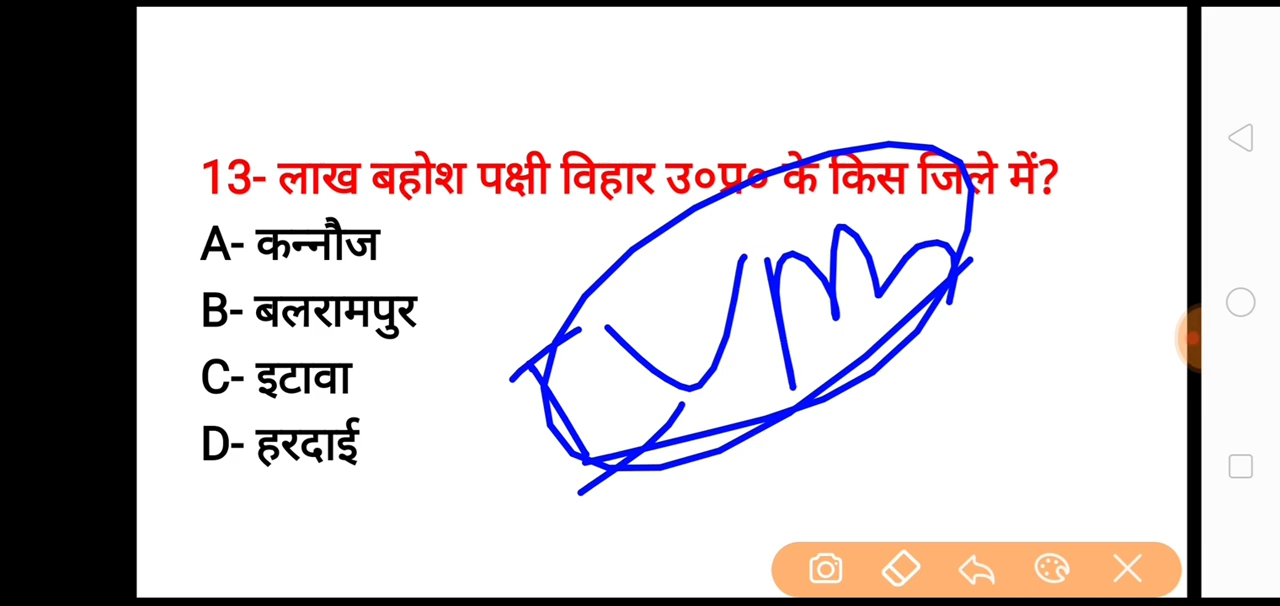 13- लाख बहोश पक्षी विहार उ०प्र० के किस जिले में?
A- कन्नौज
B- बलरामपुर
C- इटावा
D- हरदाई